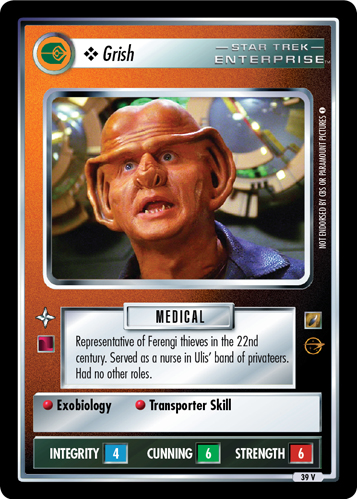 Grish
STAR TREK
ENTERPRISE™
NOT ENDORSED BY CBS OR PARAMOUNT PICTURES
MEDICAL
Representative of Ferengi thieves in the 22nd
century. Served as a nurse in Ulis' band of privateers.
Had no other roles.
Exobiology Transporter Skill
INTEGRITY 4 CUNNING 6 STRENGTH 6
39 V